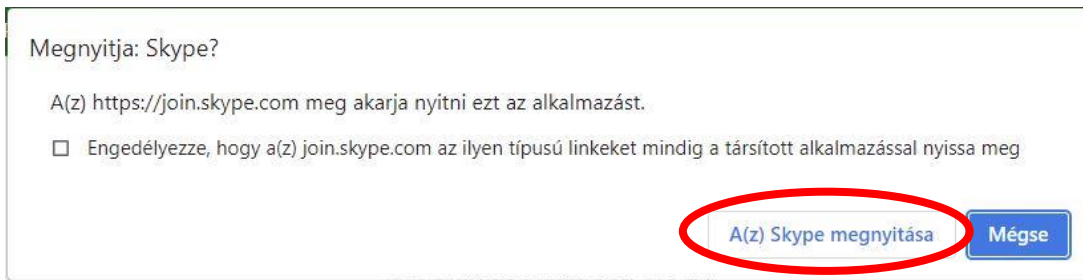 Megnyitja: Skype?
A(z) https://join.skype.com meg akarja nyitni ezt az alkalmazást.
Engedélyezze, hogy a(z) join.skype.com az ilyen típusú linkeket mindig a társított alkalmazással nyissa meg
A(z) Skype megnyitása Mégse